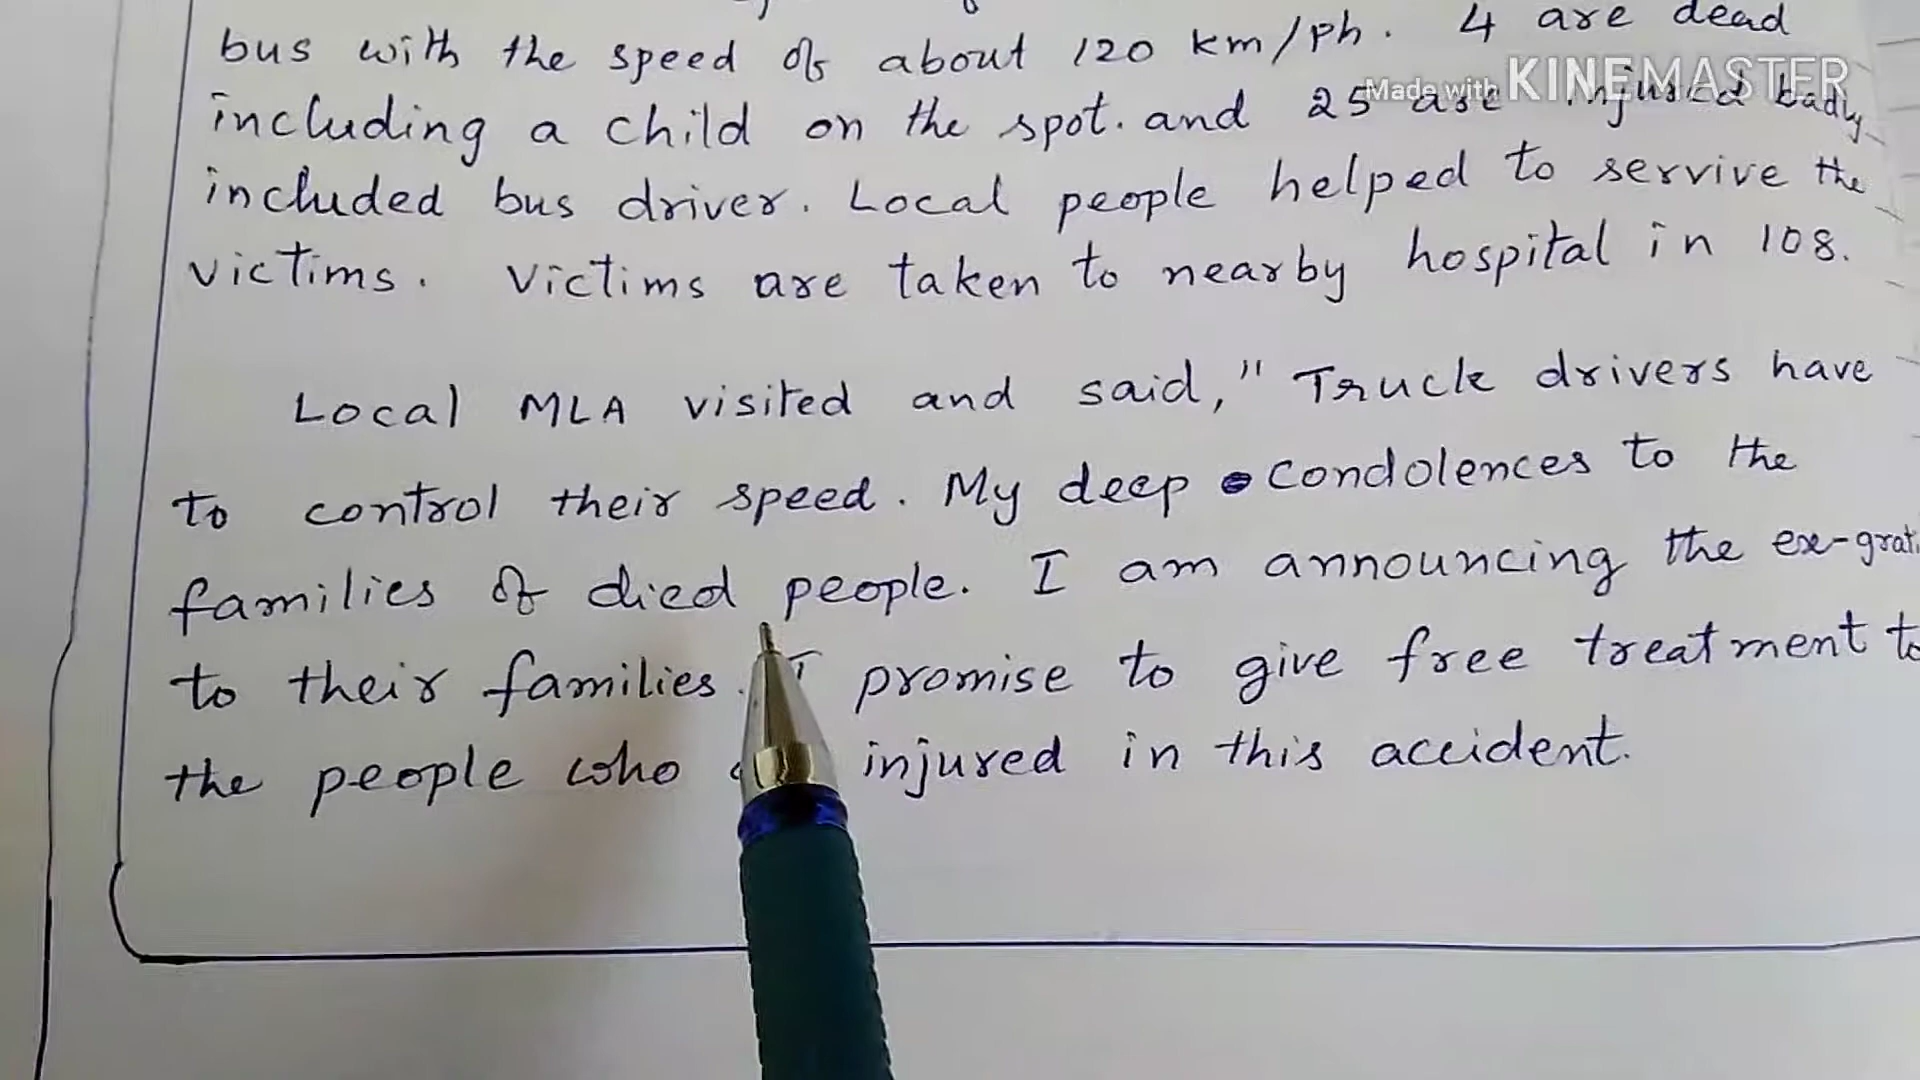 bus with the speed of about 120 km/ph. 4 are dead
Made with KINEMASTER
including a child on the spot. and 25 are injured badly
included bus driver. Local people helped to servive the
victims. Victims are taken to nearby hospital in 108.
Local MLA visited and said, " Truck drivers have
to control their speed. My deep condolences to the
families of died people. I am announcing the ex-grati
to their families. I promise to give free treatment to
the people who injured in this accident.